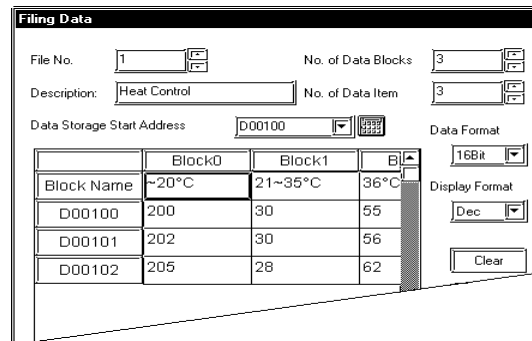 Filing Data
File No. 1 No. of Data Blocks 3
Description: Heat Control No. of Data Item 3
Data Storage Start Address D00100 Data Format
16Bit
Block0 Block1 Bl
Block Name ~20°C 21~35°C 36°C Display Format
D00100 200 30 55 Dec
D00101 202 30 56
D00102 205 28 62 Clear